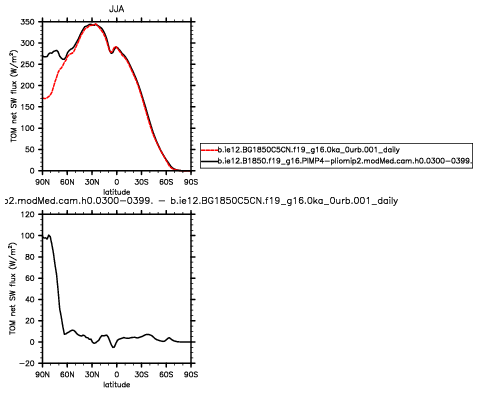 JJA
TOM net SW flux (W/m²)
350
300
250
200
150
100
50
0
90N 60N 30N 0 30S 60S 90S
latitude
b.ie12.BG1850C5CN.f19_g16.0ka_0urb.001_daily
b.ie12.B1850.f19_g16.PlMP4-pliomip2.modMed.cam.h0.0300-0399.
p2.modMed.cam.h0.0300-0399. - b.ie12.BG1850C5CN.f19_g16.0ka_0urb.001_daily
TOM net SW flux (W/m²)
120
100
80
60
40
20
0
-20
90N 60N 30N 0 30S 60S 90S
latitude